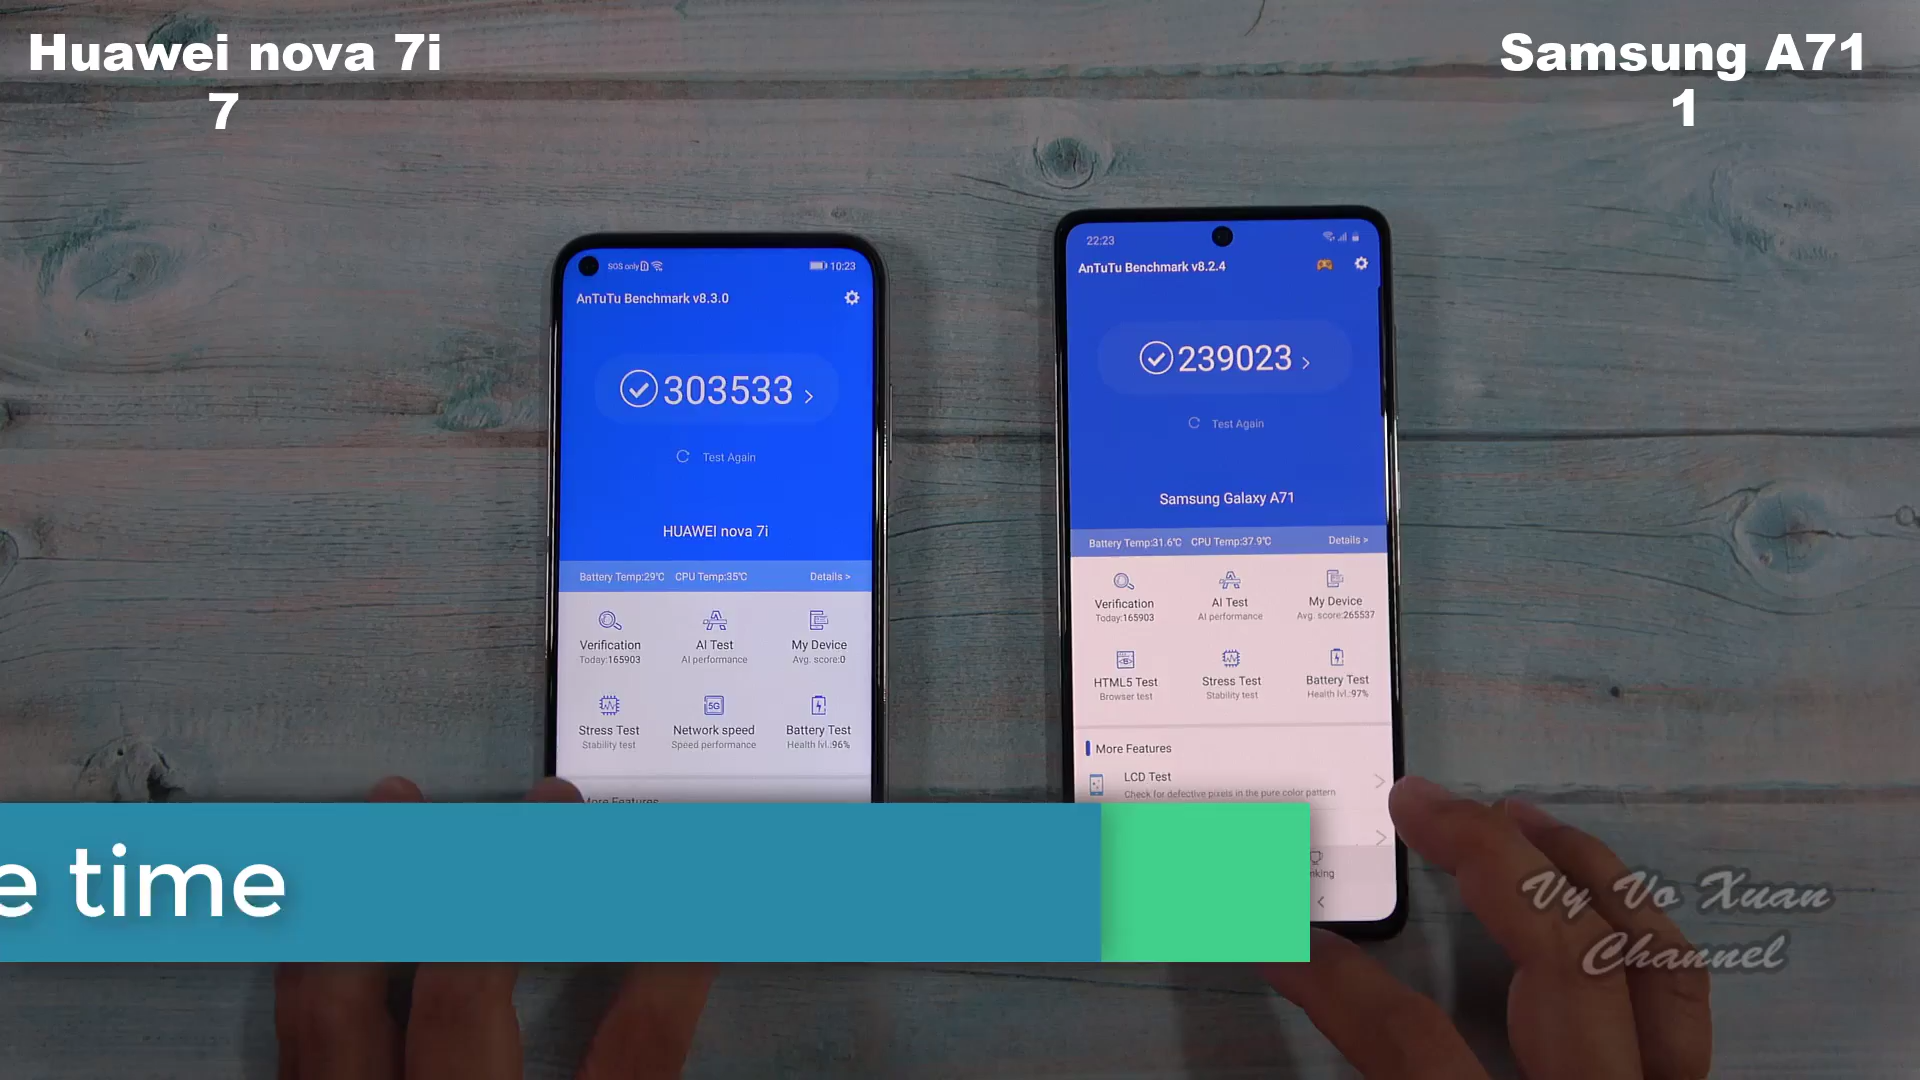 Huawei nova 7i
7
Samsung A71
1
SOS only
10:23
AnTuTu Benchmark v8.3.0
303533
Test Again
HUAWEI nova 7i
Battery Temp:29℃ CPU Temp:35℃ Details >
Verification
Today:165903
AI Test
AI performance
My Device
Avg. score:0
Stress Test
Stability test
5G
Network speed
Speed performance
Battery Test
Health lvl.:96%
More Features
22:23
AnTuTu Benchmark v8.2.4
239023
Test Again
Samsung Galaxy A71
Battery Temp:31.6℃ CPU Temp:37.9℃ Details >
Verification
Today:165903
AI Test
AI performance
My Device
Avg. score:265537
HTML5 Test
Browser test
Stress Test
Stability test
Battery Test
Health lvl.:97%
More Features
LCD Test
Check for defective pixels in the pure color pattern
nking
e time
Vy Vo Xuan
Channel